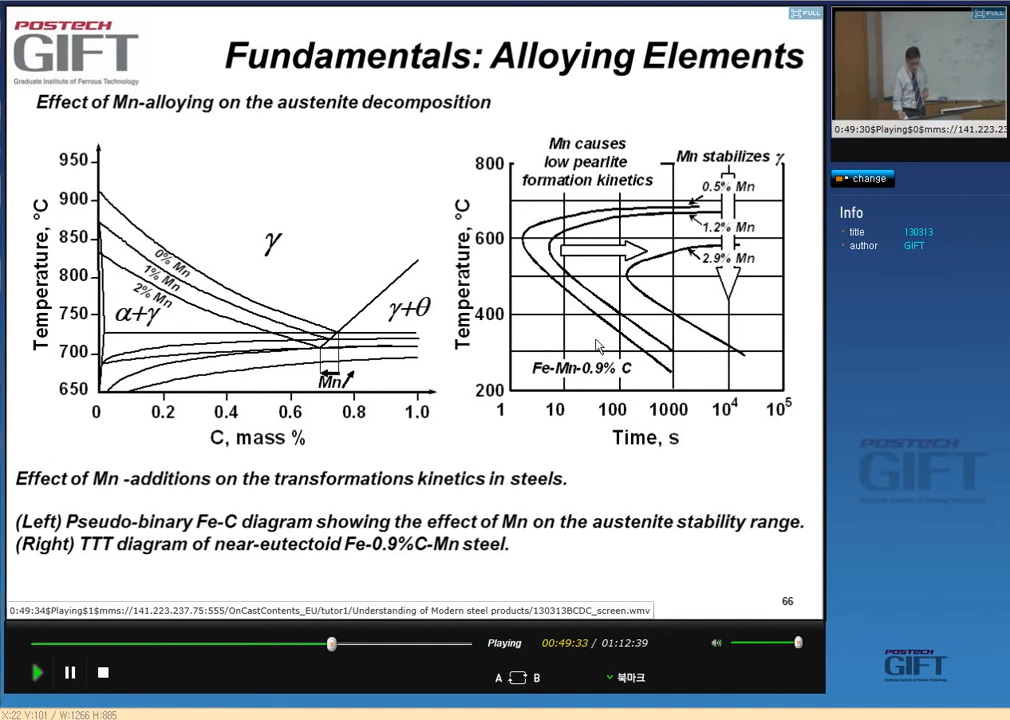 POSTECH
GIFT
Graduate Institute of Ferrous Technology
Fundamentals: Alloying Elements
Effect of Mn-alloying on the austenite decomposition
950
900
850
800
750
700
650
Temperature, °C
0
0.2
0.4
0.6
0.8
1.0
C, mass %
γ
0% Mn
1% Mn
2% Mn
α+γ
γ+θ
Mn
Mn causes
low pearlite
formation kinetics
Mn stabilizes γ
0.5% Mn
1.2% Mn
2.9% Mn
800
600
400
200
Temperature, °C
Fe-Mn-0.9% C
1
10
100
1000
10⁴
10⁵
Time, s
Effect of Mn -additions on the transformations kinetics in steels.
(Left) Pseudo-binary Fe-C diagram showing the effect of Mn on the austenite stability range.
(Right) TTT diagram of near-eutectoid Fe-0.9%C-Mn steel.
66
0:49:34$Playing$1$mms://141.223.237.75:555/OnCastContents_EU/tutor1/Understanding of Modern steel products/130313BCDC_screen.wmv
FULL
FULL
0:49:30$Playing$0$mms://141.223.23
change
Info
title 130313
author GIFT
POSTECH
GIFT
Playing 00:49:33 / 01:12:39
A B
북마크
POSTECH
GIFT
X:22 Y:101 / W:1266 H:885